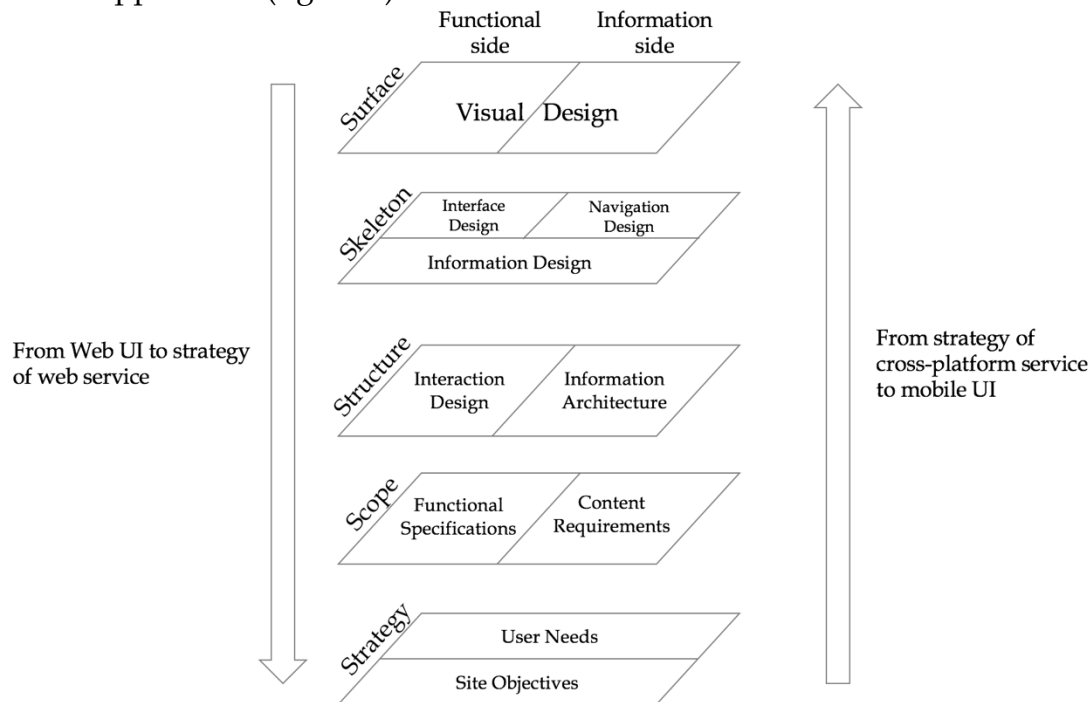 Functional side
Information side
Surface
Visual Design
Skeleton
Interface
Design
Navigation
Design
Information Design
From Web UI to strategy
of web service
Structure
Interaction
Design
Information
Architecture
From strategy of
cross-platform service
to mobile UI
Scope
Functional
Specifications
Content
Requirements
Strategy
User Needs
Site Objectives